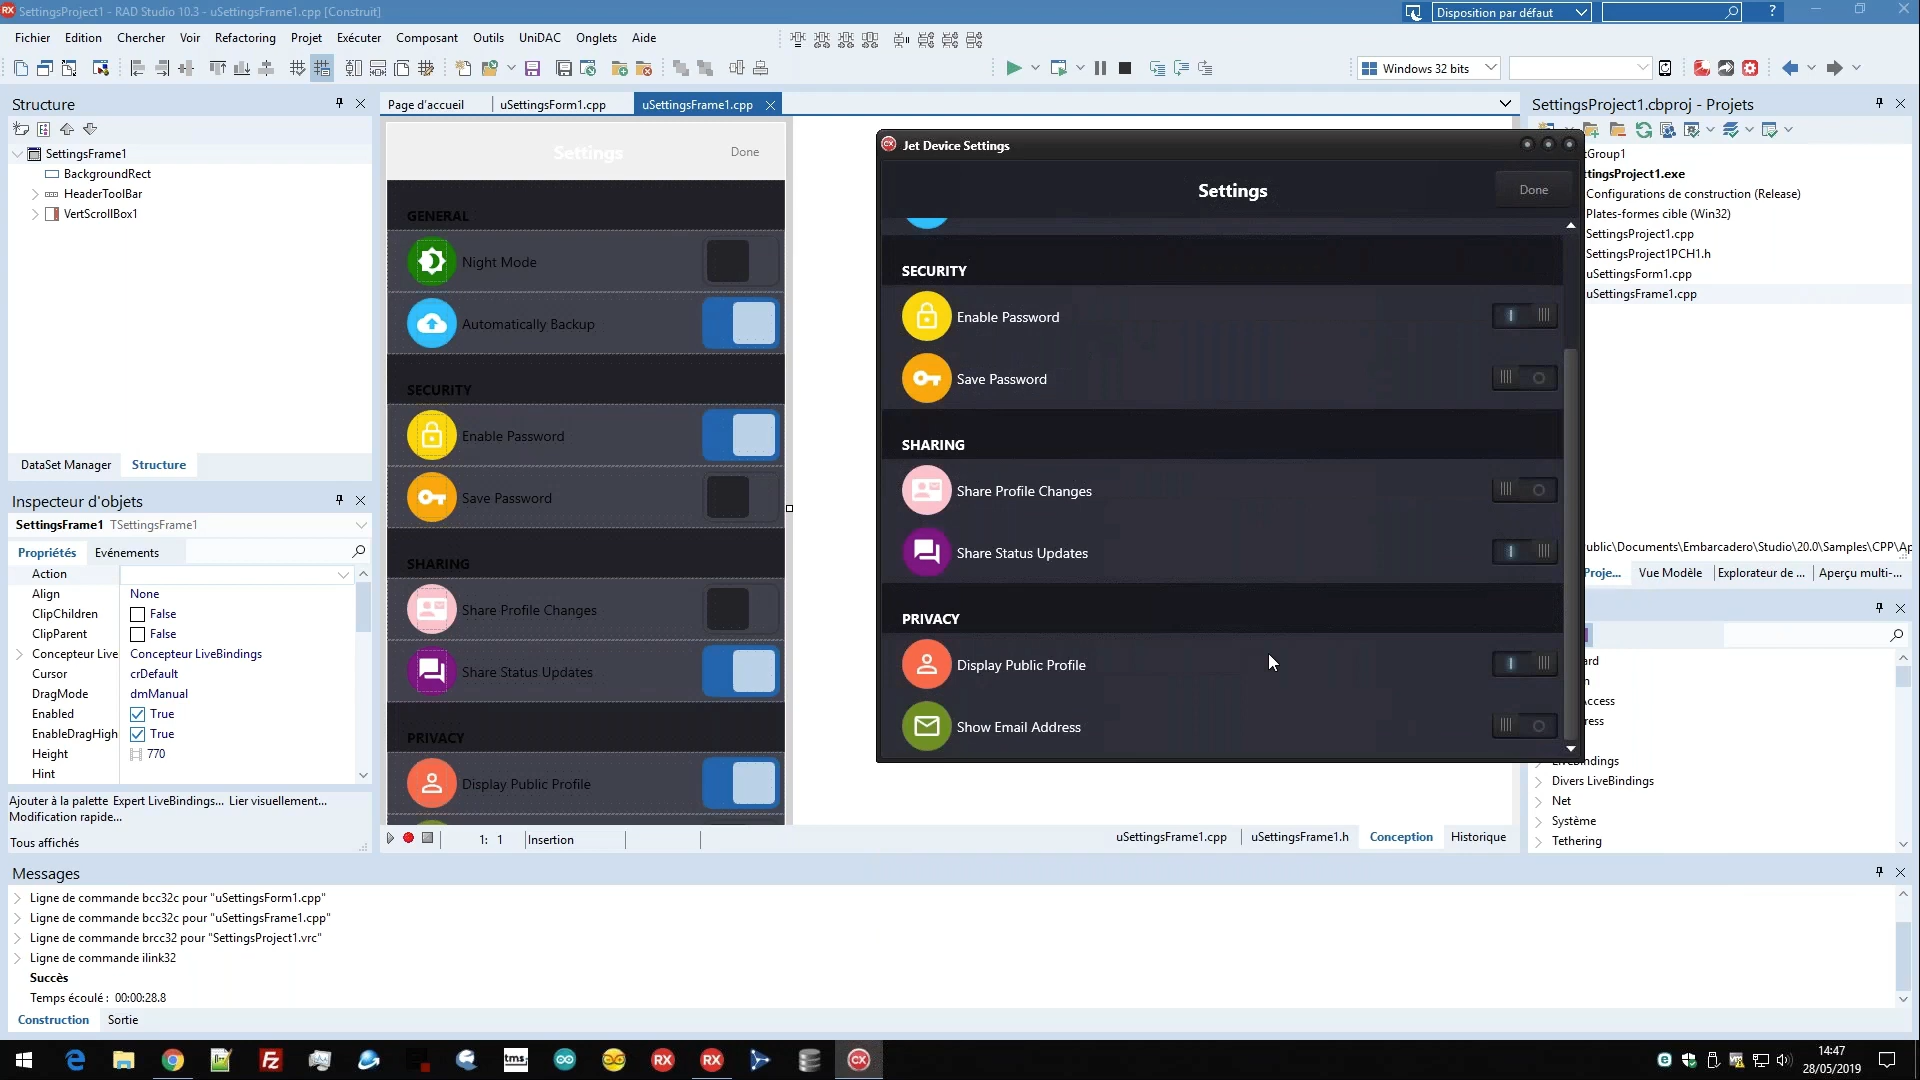 SettingsProject1 - RAD Studio 10.3 - uSettingsFrame1.cpp [Construit]
Disposition par défaut
?
Fichier Edition Chercher Voir Refactoring Projet Exécuter Composant Outils UniDAC Onglets Aide
Windows 32 bits
Structure
SettingsFrame1
BackgroundRect
HeaderToolBar
VertScrollBox1
DataSet Manager
Structure
Inspecteur d'objets
SettingsFrame1 TSettingsFrame1
Propriétés
Evénements
Action
Align None
ClipChildren False
ClipParent False
Concepteur Live Concepteur LiveBindings
Cursor crDefault
DragMode dmManual
Enabled True
EnableDragHigh True
Height 770
Hint
Ajouter à la palette Expert LiveBindings... Lier visuellement...
Modification rapide...
Tous affichés
Page d'accueil
uSettingsForm1.cpp
uSettingsFrame1.cpp
Settings
Done
GENERAL
Night Mode
Automatically Backup
SECURITY
Enable Password
Save Password
SHARING
Share Profile Changes
Share Status Updates
PRIVACY
Display Public Profile
1: 1
Insertion
uSettingsFrame1.cpp
uSettingsFrame1.h
Conception
Historique
Jet Device Settings
Settings
Done
SECURITY
Enable Password
Save Password
SHARING
Share Profile Changes
Share Status Updates
PRIVACY
Display Public Profile
Show Email Address
SettingsProject1.cbproj - Projets
tGroup1
ttingsProject1.exe
Configurations de construction (Release)
Plates-formes cible (Win32)
SettingsProject1.cpp
SettingsProject1PCH1.h
uSettingsForm1.cpp
uSettingsFrame1.cpp
ublic\Documents\Embarcadero\Studio\20.0\Samples\CPP\Ap
Proje...
Vue Modèle
Explorateur de ...
Aperçu multi-...
LiveBindings
Divers LiveBindings
Net
Système
Tethering
Messages
Ligne de commande bcc32c pour "uSettingsForm1.cpp"
Ligne de commande bcc32c pour "uSettingsFrame1.cpp"
Ligne de commande brcc32 pour "SettingsProject1.vrc"
Ligne de commande ilink32
Succès
Temps écoulé : 00:00:28.8
Construction
Sortie
tms
RX
RX
CX
14:47
28/05/2019